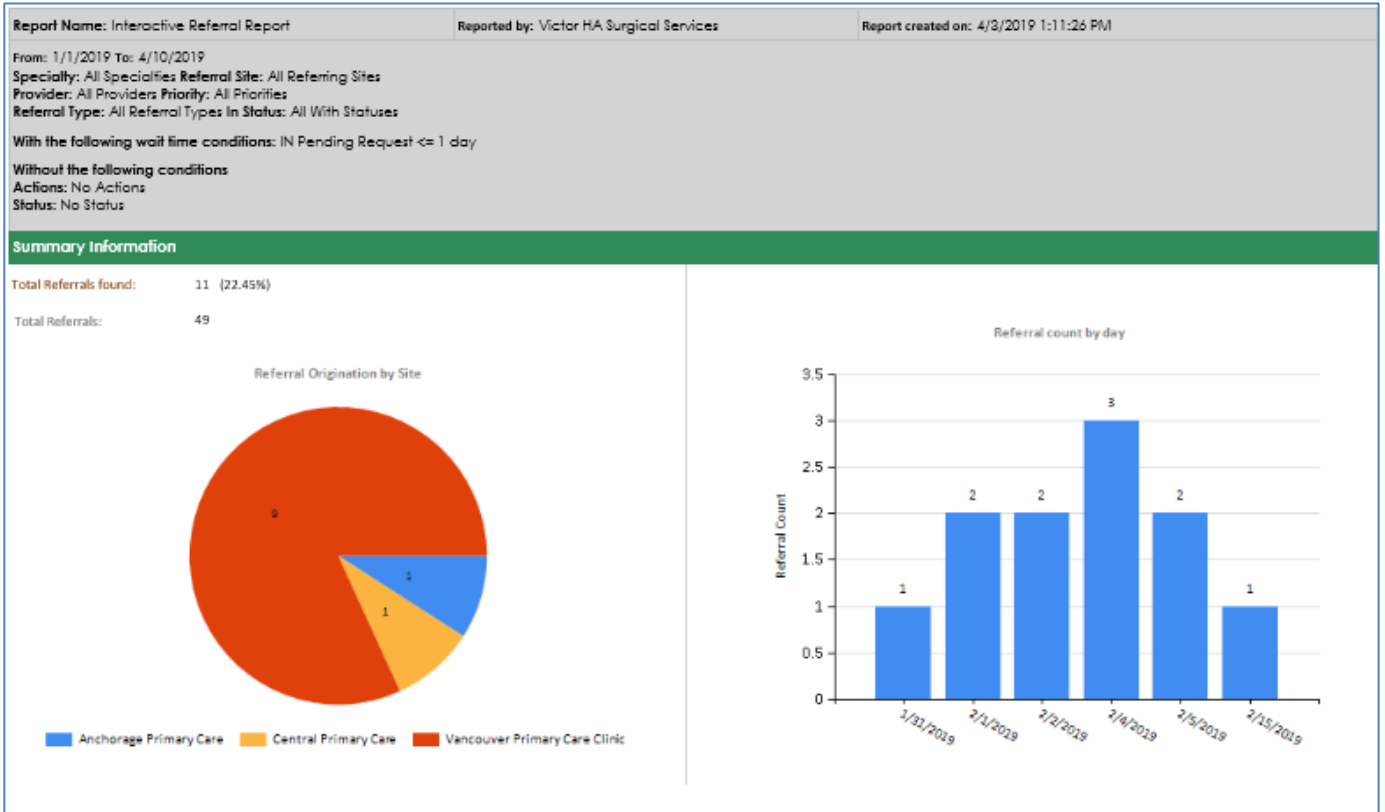 Report Name: Interactive Referral Report
Reported by: Victor HA Surgical Services
Report created on: 4/3/2019 1:11:26 PM
From: 1/1/2019 To: 4/10/2019
Specialty: All Specialties Referral Site: All Referring Sites
Provider: All Providers Priority: All Priorities
Referral Type: All Referral Types In Status: All With Statuses
With the following wait time conditions: IN Pending Request <= 1 day
Without the following conditions
Actions: No Actions
Status: No Status
Summary Information
Total Referrals found: 11 (22.45%)
Total Referrals: 49
Referral Origination by Site
9
1
1
Anchorage Primary Care
Central Primary Care
Vancouver Primary Care Clinic
Referral count by day
Referral Count
3.5
3
2.5
2
1.5
1
0.5
0
1
2
2
3
2
1
1/31/2019
2/1/2019
2/2/2019
2/4/2019
2/5/2019
2/15/2019